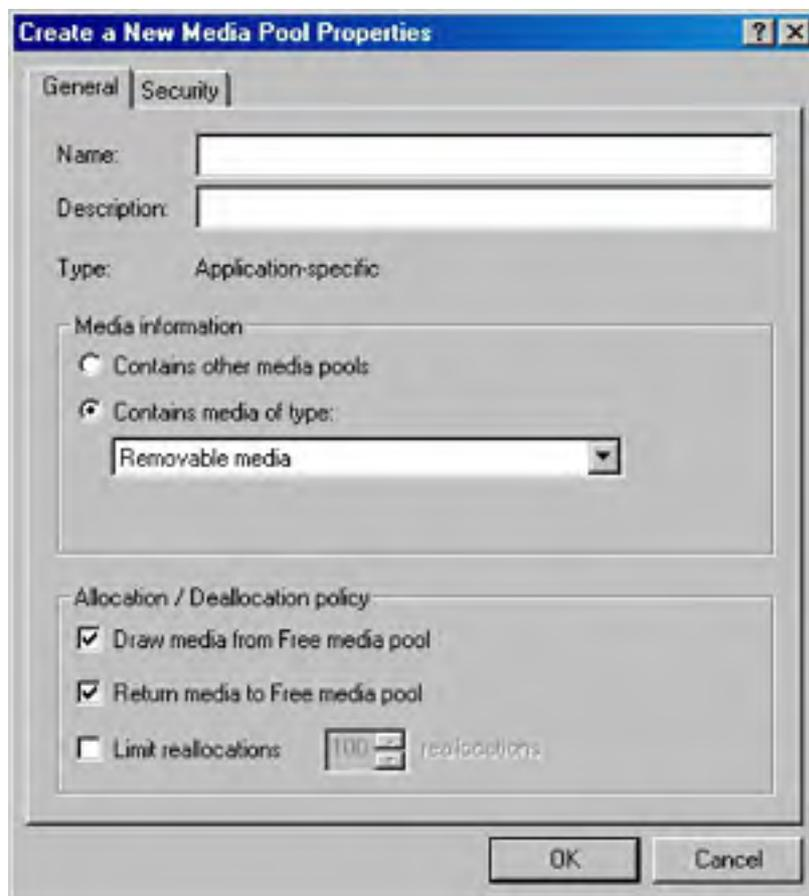 Create a New Media Pool Properties
General Security
Name:
Description:
Type: Application-specific
Media information
Contains other media pools
Contains media of type:
Removable media
Allocation / Deallocation policy
Draw media from Free media pool
Return media to Free media pool
Limit reallocations 100 reallocations
OK Cancel